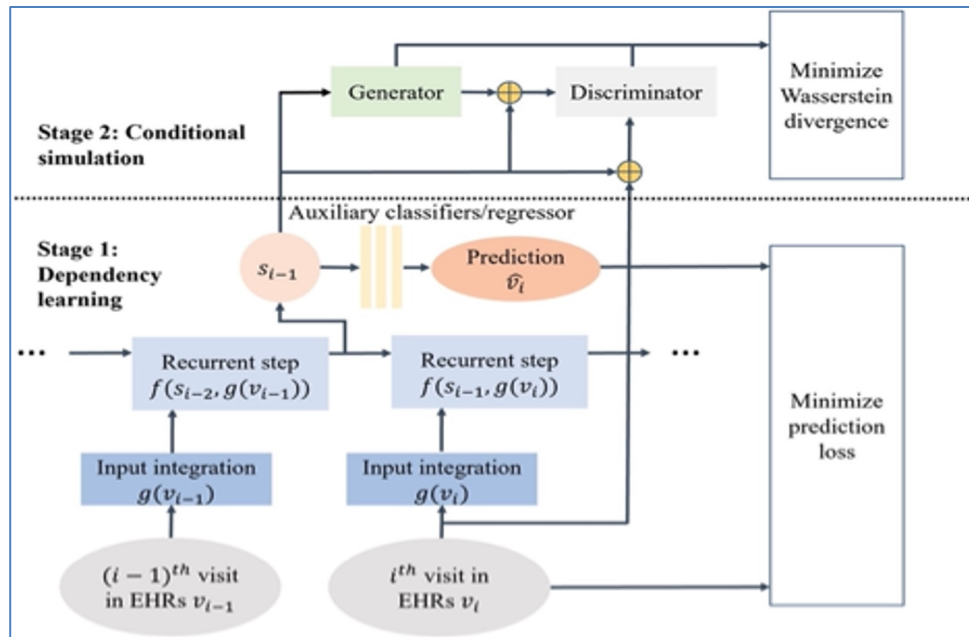 Generator
Discriminator
Minimize
Wasserstein
divergence
Stage 2: Conditional
simulation
Auxiliary classifiers/regressor
Stage 1:
Dependency
learning
s_{i−1}
Prediction
v̂_i
...
Recurrent step
f(s_{i−2}, g(v_{i−1}))
Recurrent step
f(s_{i−1}, g(v_i))
...
Minimize
prediction
loss
Input integration
g(v_{i−1})
Input integration
g(v_i)
(i − 1)^{th} visit
in EHRs v_{i−1}
i^{th} visit in
EHRs v_i